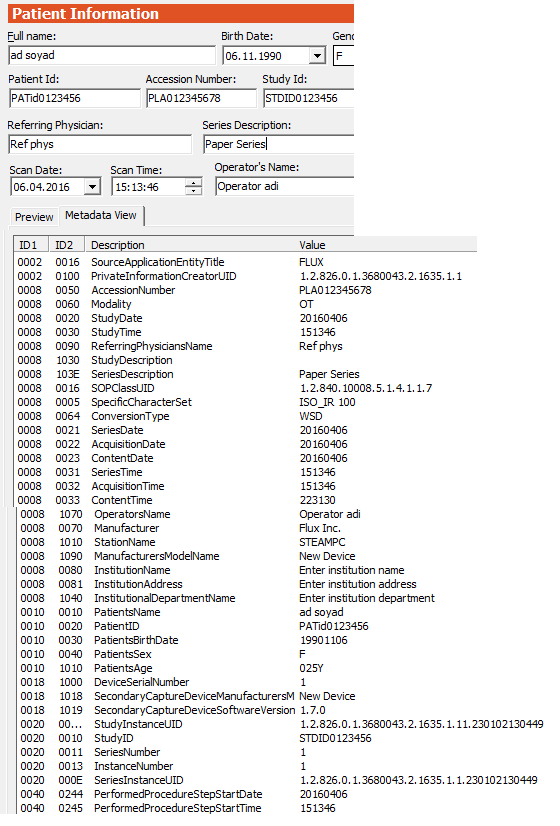 Patient Information
Full name: Birth Date: Gend
ad soyad 06.11.1990 F
Patient Id: Accession Number: Study Id:
PATid0123456 PLA012345678 STDID0123456
Referring Physician: Series Description:
Ref phys Paper Series
Scan Date: Scan Time: Operator's Name:
06.04.2016 15:13:46 Operator adi
Preview Metadata View
ID1 ID2 Description Value
0002 0016 SourceApplicationEntityTitle FLUX
0002 0100 PrivateInformationCreatorUID 1.2.826.0.1.3680043.2.1635.1.1
0008 0050 AccessionNumber PLA012345678
0008 0060 Modality OT
0008 0020 StudyDate 20160406
0008 0030 StudyTime 151346
0008 0090 ReferringPhysiciansName Ref phys
0008 1030 StudyDescription
0008 103E SeriesDescription Paper Series
0008 0016 SOPClassUID 1.2.840.10008.5.1.4.1.1.7
0008 0005 SpecificCharacterSet ISO_IR 100
0008 0064 ConversionType WSD
0008 0021 SeriesDate 20160406
0008 0022 AcquisitionDate 20160406
0008 0023 ContentDate 20160406
0008 0031 SeriesTime 151346
0008 0032 AcquisitionTime 151346
0008 0033 ContentTime 223130
0008 1070 OperatorsName Operator adi
0008 0070 Manufacturer Flux Inc.
0008 1010 StationName STEAMPC
0008 1090 ManufacturersModelName New Device
0008 0080 InstitutionName Enter institution name
0008 0081 InstitutionAddress Enter institution address
0008 1040 InstitutionalDepartmentName Enter institution department
0010 0010 PatientsName ad soyad
0010 0020 PatientID PATid0123456
0010 0030 PatientsBirthDate 19901106
0010 0040 PatientsSex F
0010 1010 PatientsAge 025Y
0018 1000 DeviceSerialNumber 1
0018 1018 SecondaryCaptureDeviceManufacturersM New Device
0018 1019 SecondaryCaptureDeviceSoftwareVersion 1.7.0
0020 00... StudyInstanceUID 1.2.826.0.1.3680043.2.1635.1.11.230102130449
0020 0010 StudyID STDID0123456
0020 0011 SeriesNumber 1
0020 0013 InstanceNumber 1
0020 000E SeriesInstanceUID 1.2.826.0.1.3680043.2.1635.1.1.230102130449
0040 0244 PerformedProcedureStepStartDate 20160406
0040 0245 PerformedProcedureStepStartTime 151346